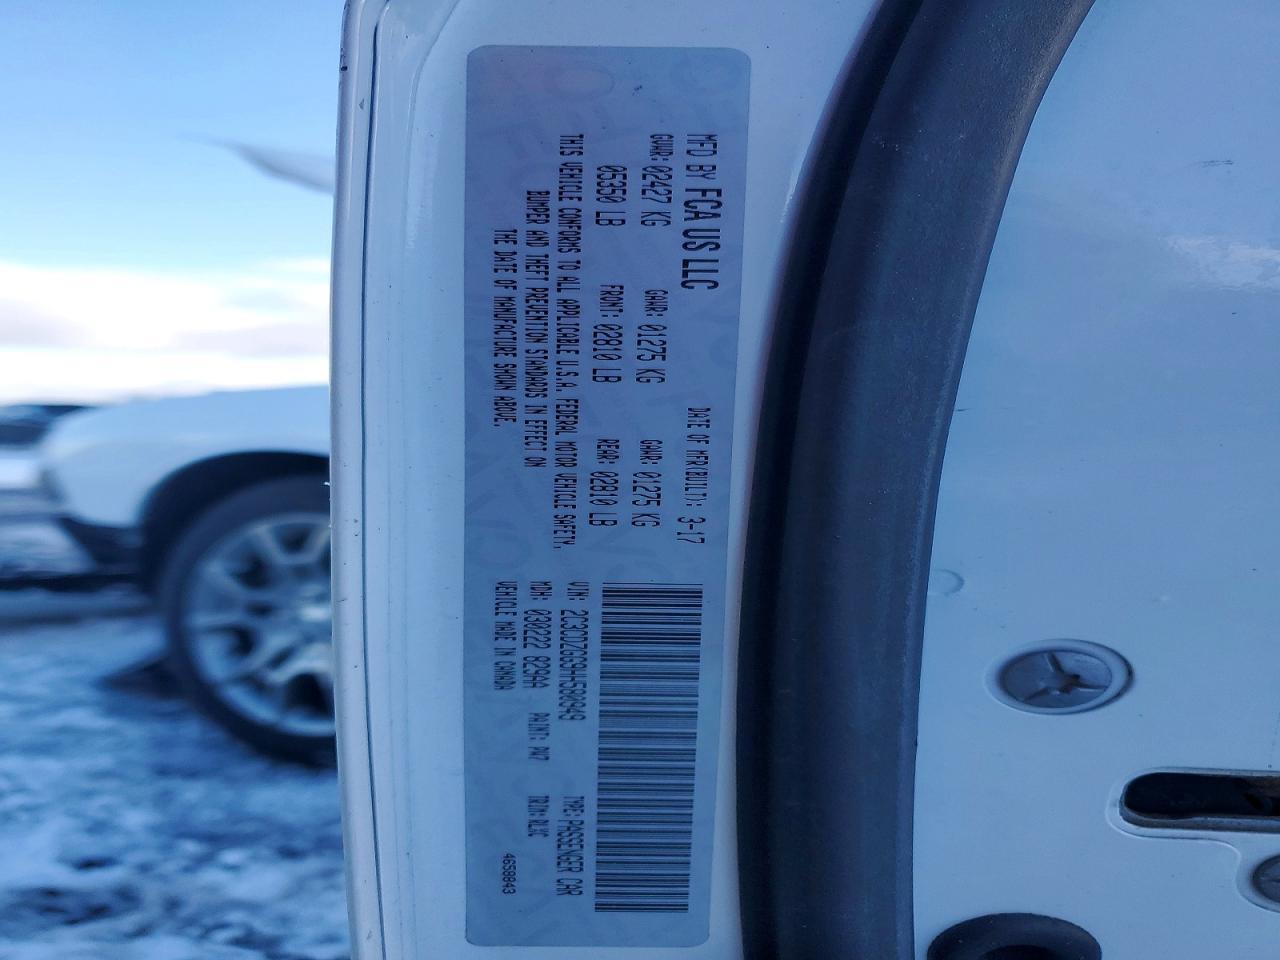 MFD BY FCA US LLC DATE OF MFR(BUILT): 3-17
GVWR: 02427 KG GAWR: 01275 KG GAWR: 01275 KG
05350 LB FRONT: 02810 LB REAR: 02810 LB
THIS VEHICLE CONFORMS TO ALL APPLICABLE U.S.A. FEDERAL MOTOR VEHICLE SAFETY,
BUMPER AND THEFT PREVENTION STANDARDS IN EFFECT ON
THE DATE OF MANUFACTURE SHOWN ABOVE.
VIN: 2C3CDZGG9HH580949 TYPE: PASSENGER CAR
MDH: 030222 829AA PAINT: PW7 TRIM: DLX9
VEHICLE MADE IN CANADA 4658843